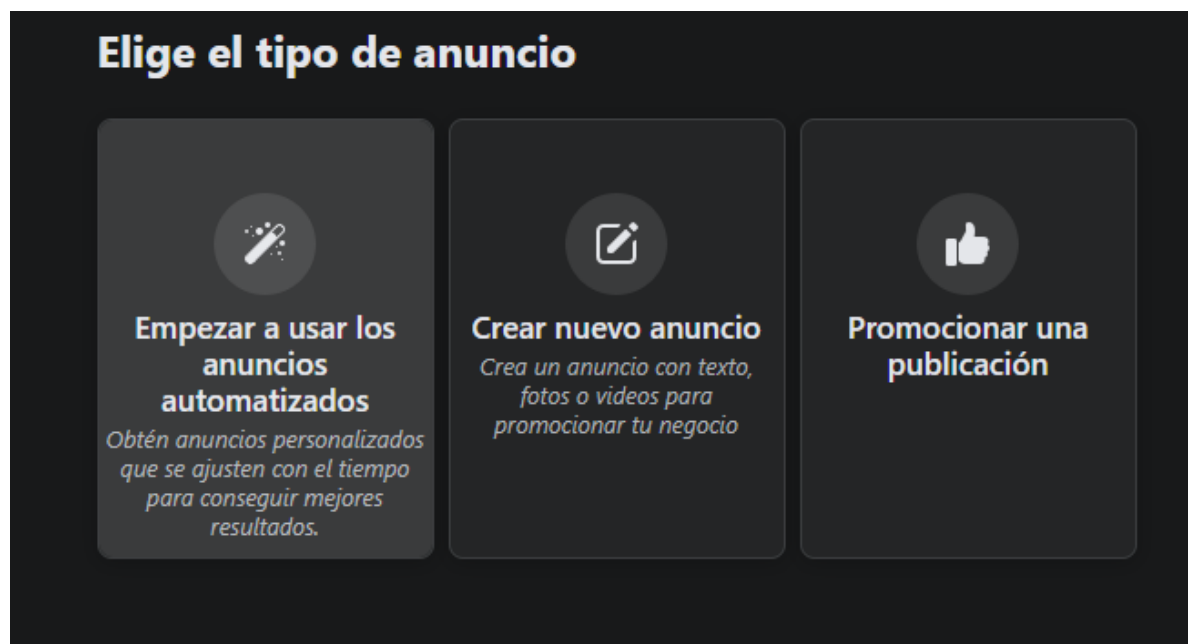 Elige el tipo de anuncio
Empezar a usar los
anuncios
automatizados
Obtén anuncios personalizados
que se ajusten con el tiempo
para conseguir mejores
resultados.
Crear nuevo anuncio
Crea un anuncio con texto,
fotos o videos para
promocionar tu negocio
Promocionar una
publicación